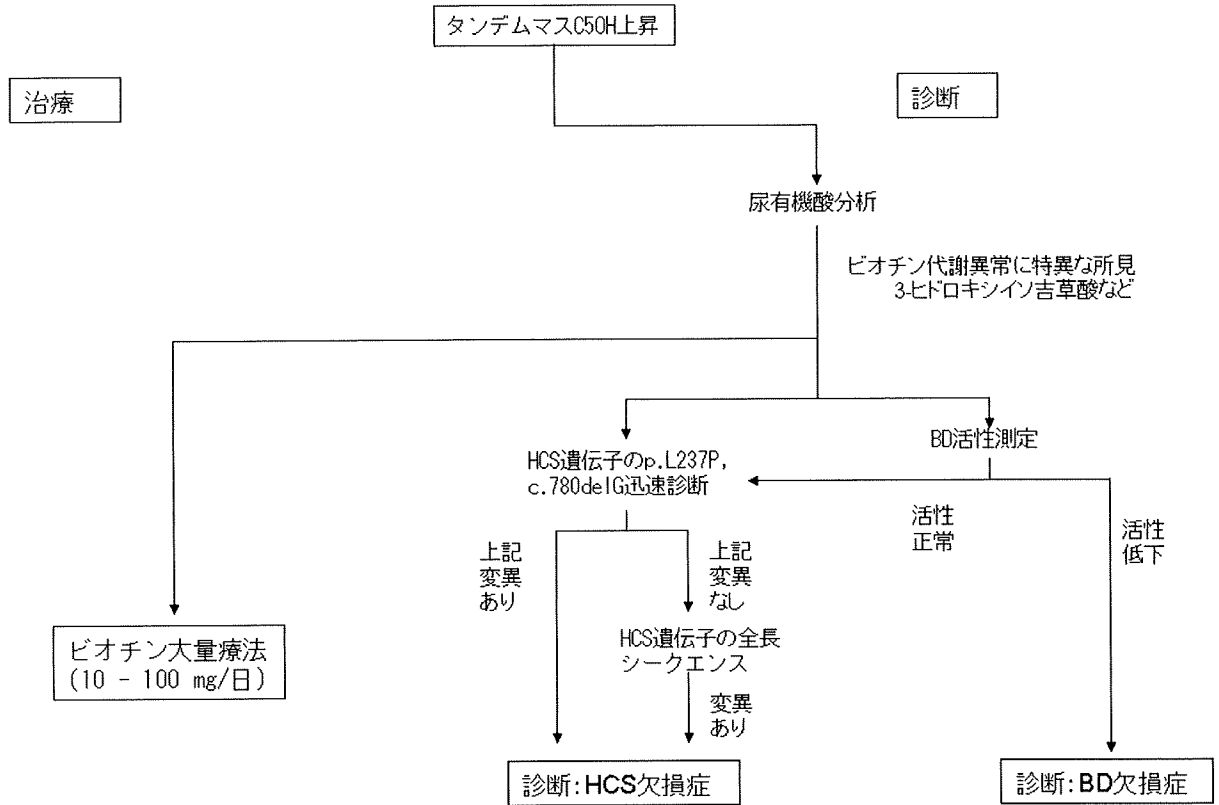 タンデムマスC5OH上昇
治療
診断
尿有機酸分析
ビオチン代謝異常に特異な所見
3-ヒドロキシイソ吉草酸など
BD活性測定
HCS遺伝子のp.L237P,
c.780delG迅速診断
活性
正常
活性
低下
上記
変異
あり
上記
変異
なし
HCS遺伝子の全長
シークエンス
ビオチン大量療法
(10 - 100 mg/日)
変異
あり
診断:HCS欠損症
診断:BD欠損症